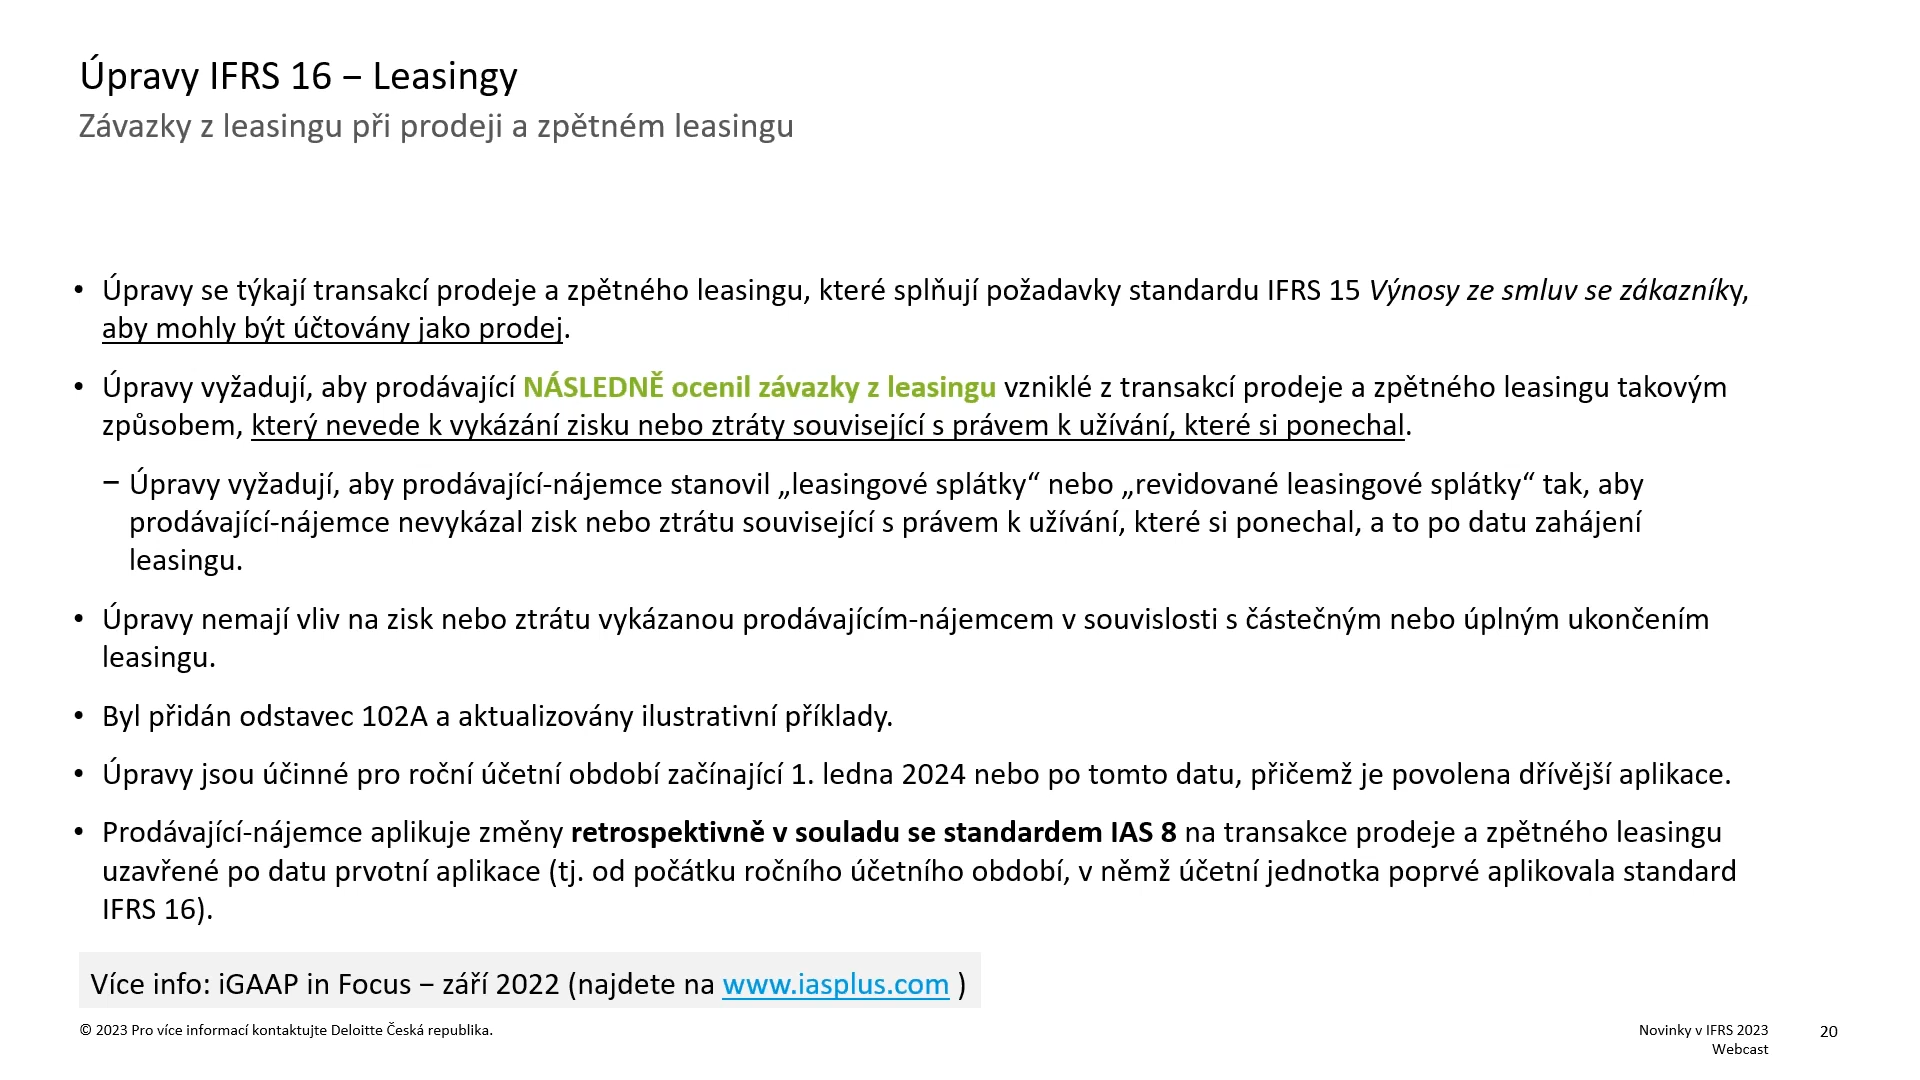 Úpravy IFRS 16 – Leasingy
Závazky z leasingu při prodeji a zpětném leasingu
• Úpravy se týkají transakcí prodeje a zpětného leasingu, které splňují požadavky standardu IFRS 15 Výnosy ze smluv se zákazníky,
aby mohly být účtovány jako prodej.
• Úpravy vyžadují, aby prodávající NÁSLEDNĚ ocenil závazky z leasingu vzniklé z transakcí prodeje a zpětného leasingu takovým
způsobem, který nevede k vykázání zisku nebo ztráty související s právem k užívání, které si ponechal.
– Úpravy vyžadují, aby prodávající-nájemce stanovil „leasingové splátky“ nebo „revidované leasingové splátky“ tak, aby
prodávající-nájemce nevykázal zisk nebo ztrátu související s právem k užívání, které si ponechal, a to po datu zahájení
leasingu.
• Úpravy nemají vliv na zisk nebo ztrátu vykázanou prodávajícím-nájemcem v souvislosti s částečným nebo úplným ukončením
leasingu.
• Byl přidán odstavec 102A a aktualizovány ilustrativní příklady.
• Úpravy jsou účinné pro roční účetní období začínající 1. ledna 2024 nebo po tomto datu, přičemž je povolena dřívější aplikace.
• Prodávající-nájemce aplikuje změny retrospektivně v souladu se standardem IAS 8 na transakce prodeje a zpětného leasingu
uzavřené po datu prvotní aplikace (tj. od počátku ročního účetního období, v němž účetní jednotka poprvé aplikovala standard
IFRS 16).
Více info: iGAAP in Focus – září 2022 (najdete na www.iasplus.com )
© 2023 Pro více informací kontaktujte Deloitte Česká republika.
Novinky v IFRS 2023
Webcast
20